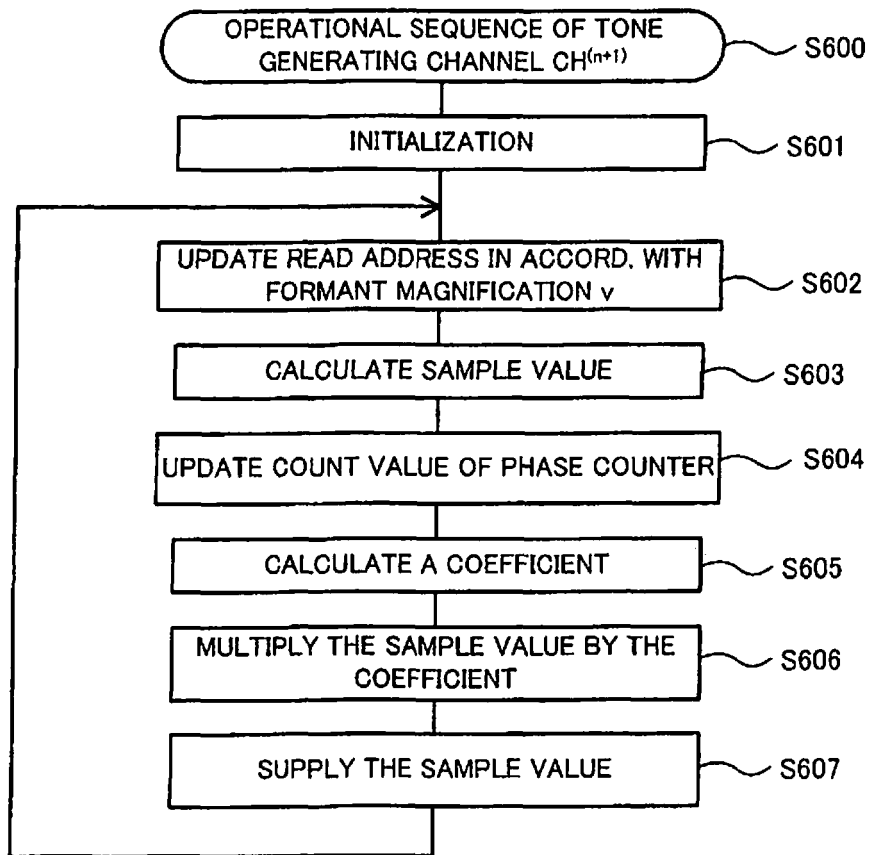 OPERATIONAL SEQUENCE OF TONE
GENERATING CHANNEL CH(n+1)
S600
INITIALIZATION
S601
UPDATE READ ADDRESS IN ACCORD, WITH
FORMANT MAGNIFICATION v
S602
CALCULATE SAMPLE VALUE
S603
UPDATE COUNT VALUE OF PHASE COUNTER
S604
CALCULATE A COEFFICIENT
S605
MULTIPLY THE SAMPLE VALUE BY THE
COEFFICIENT
S606
SUPPLY THE SAMPLE VALUE
S607